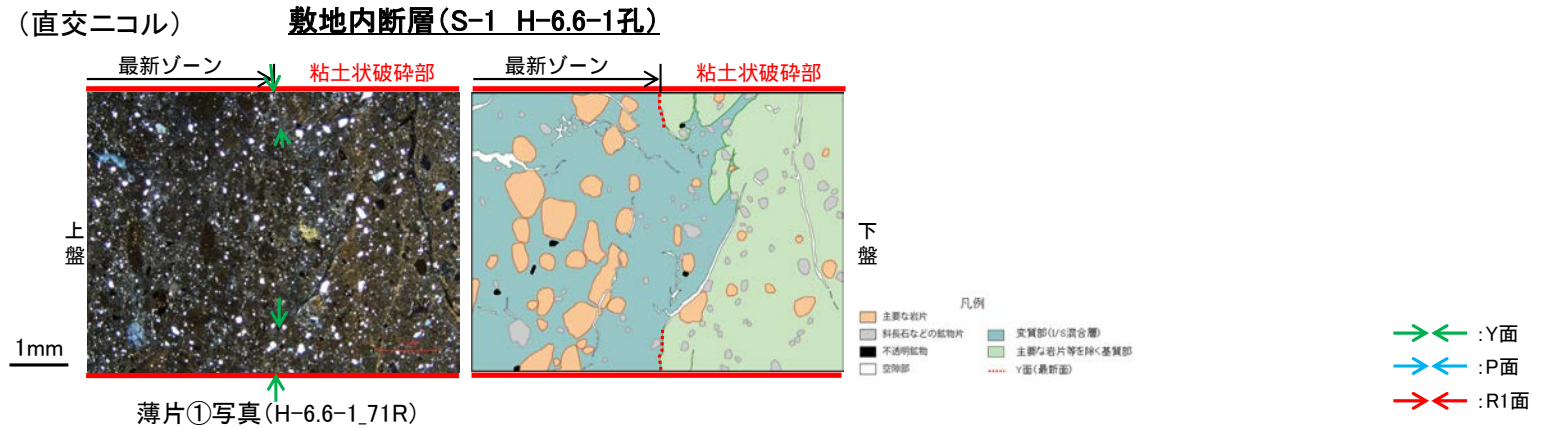 （直交ニコル）
敷地内断層（S-1　H-6.6-1孔）
最新ゾーン
粘土状破砕部
最新ゾーン
粘土状破砕部
上盤
下盤
凡例
主要な岩片
斜長石などの鉱物片
不透明鉱物
空隙部
変質部(I/S混合層)
主要な岩片等を除く基質部
Y面(最新面)
1mm
:Y面
:P面
:R1面
薄片①写真（H-6.6-1_71R）